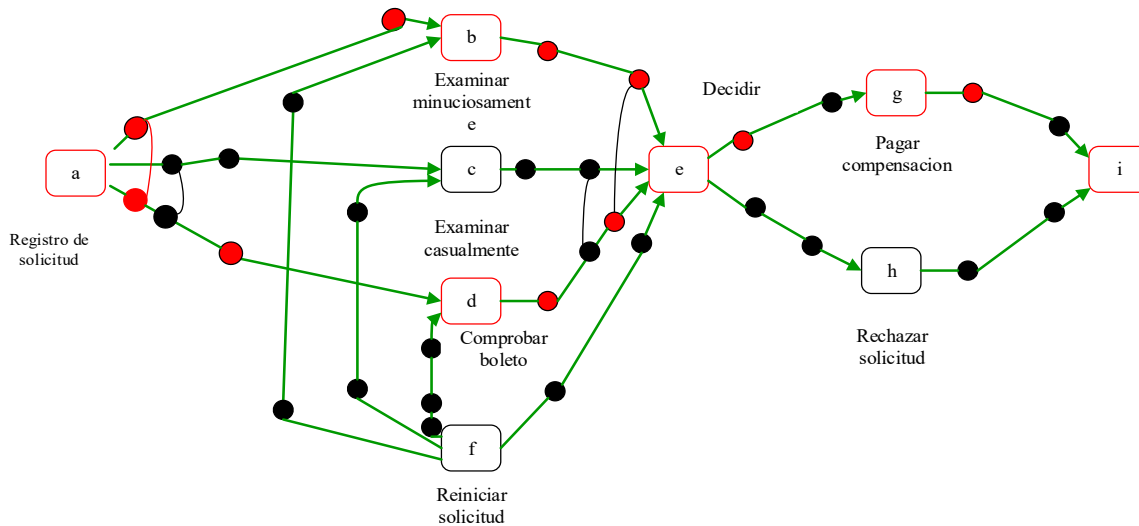 b
Examinar
minuciosament
e
Decidir
g
Pagar
compensacion
a
Registro de
solicitud
c
Examinar
casualmente
e
i
d
Comprobar
boleto
h
Rechazar
solicitud
f
Reiniciar
solicitud